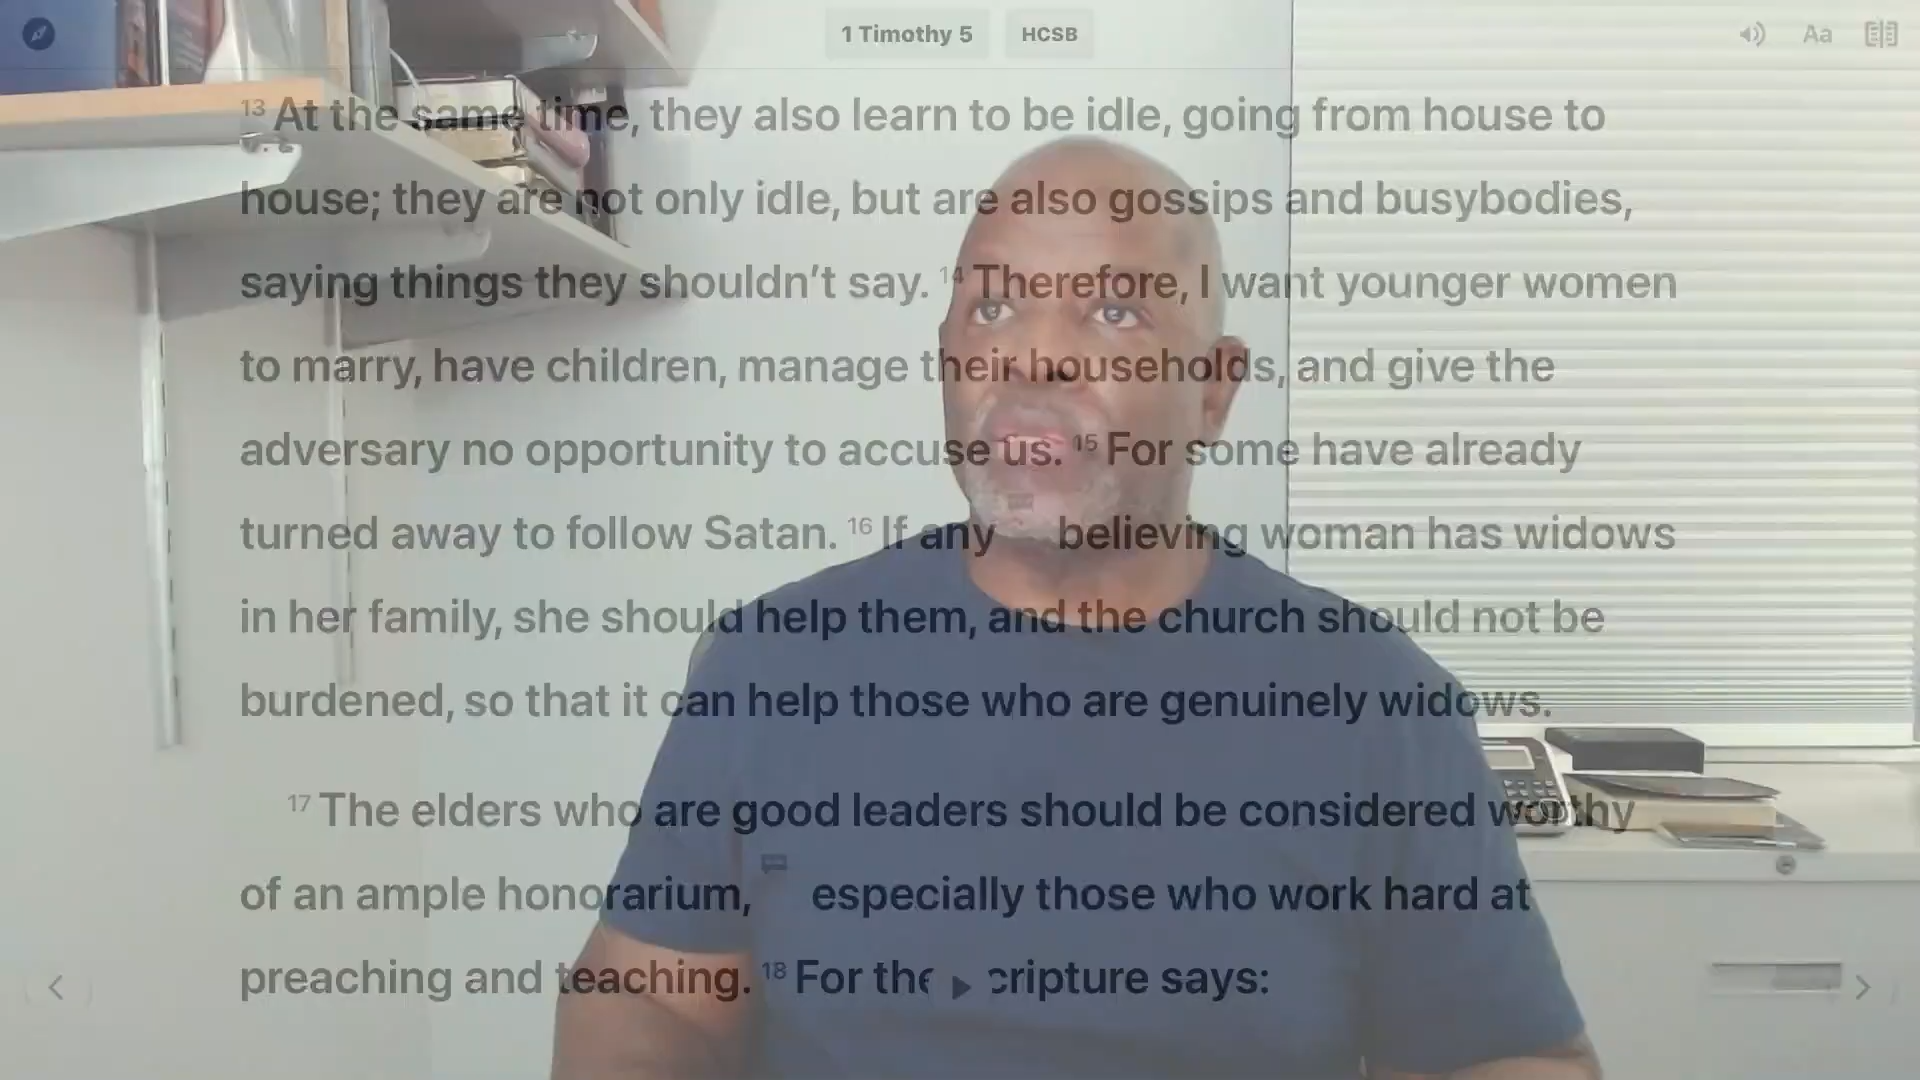 1 Timothy 5 HCSB
Aa
13 At the same time, they also learn to be idle, going from house to
house; they are not only idle, but are also gossips and busybodies,
saying things they shouldn’t say. 14 Therefore, I want younger women
to marry, have children, manage their households, and give the
adversary no opportunity to accuse us. 15 For some have already
turned away to follow Satan. 16 If any believing woman has widows
in her family, she should help them, and the church should not be
burdened, so that it can help those who are genuinely widows.
17 The elders who are good leaders should be considered worthy
of an ample honorarium, especially those who work hard at
preaching and teaching. 18 For the cripture says: